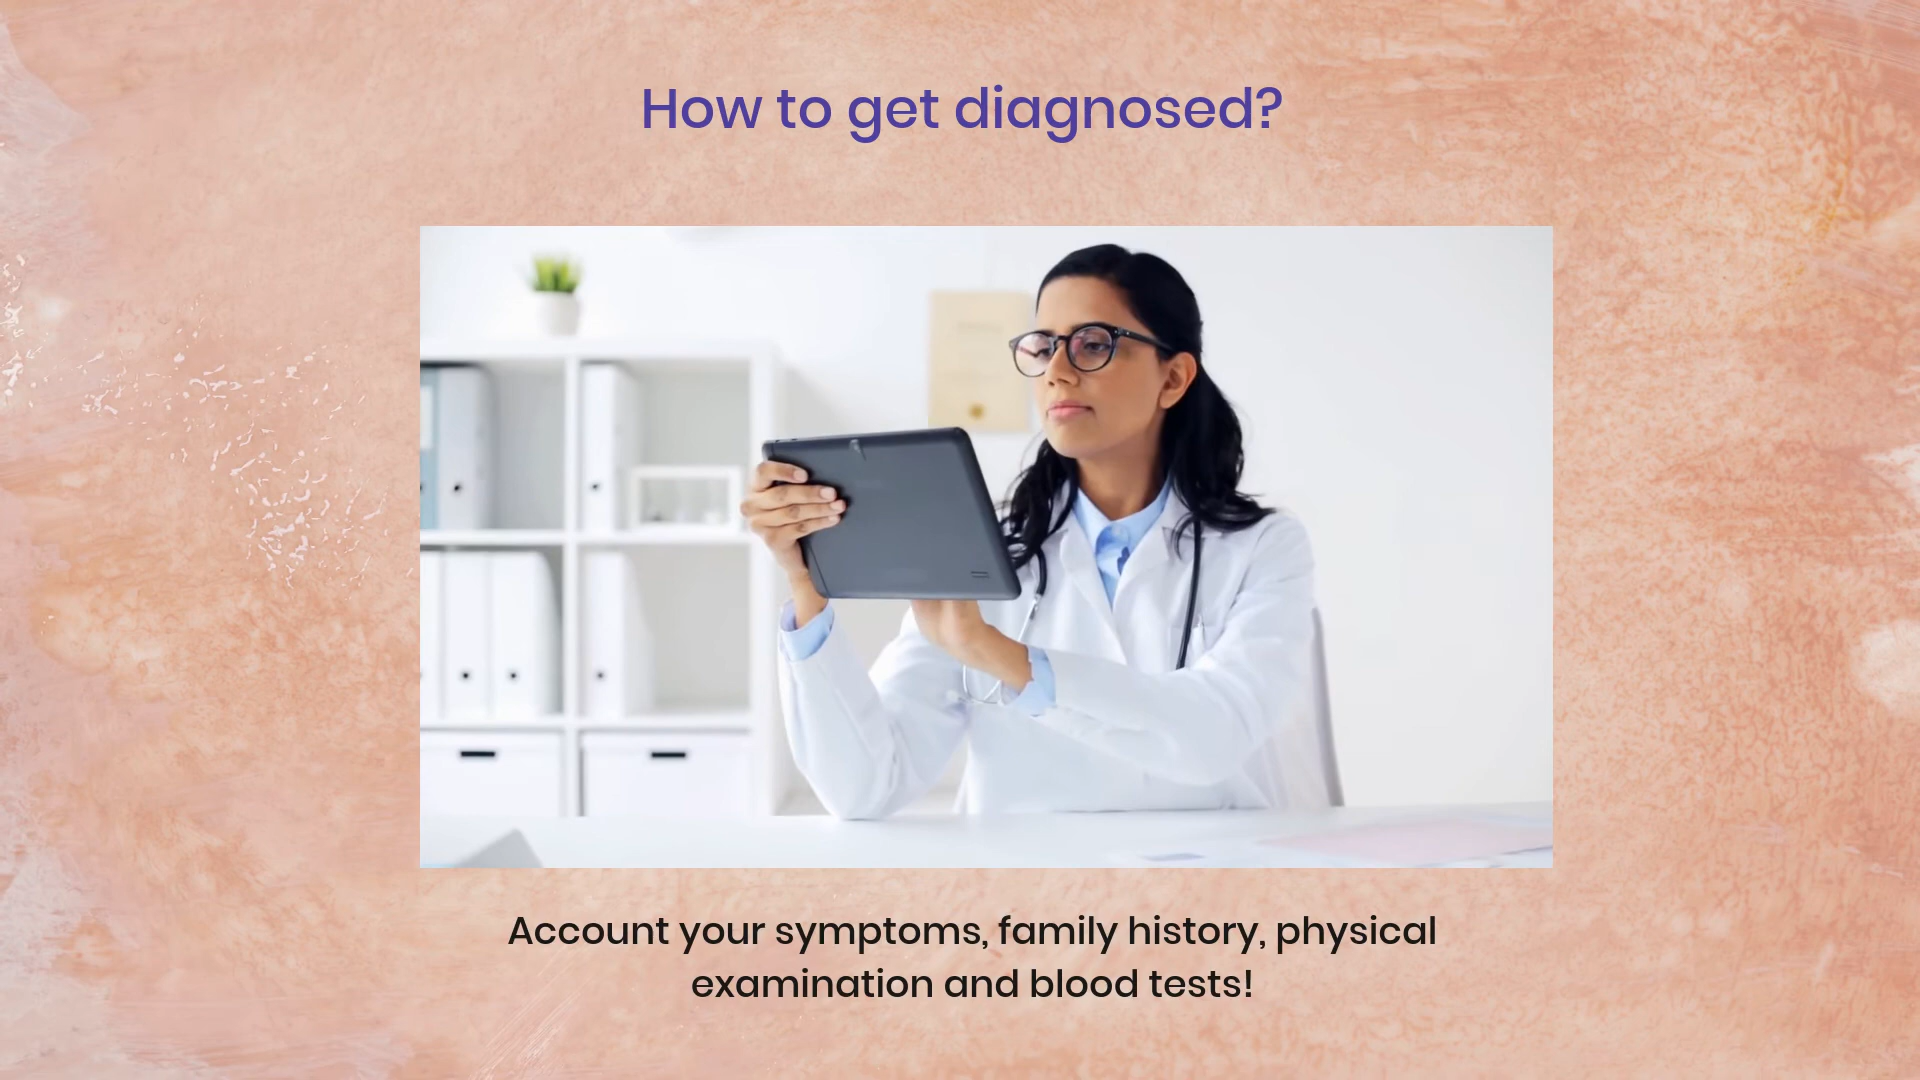 How to get diagnosed?
Account your symptoms, family history, physical
examination and blood tests!